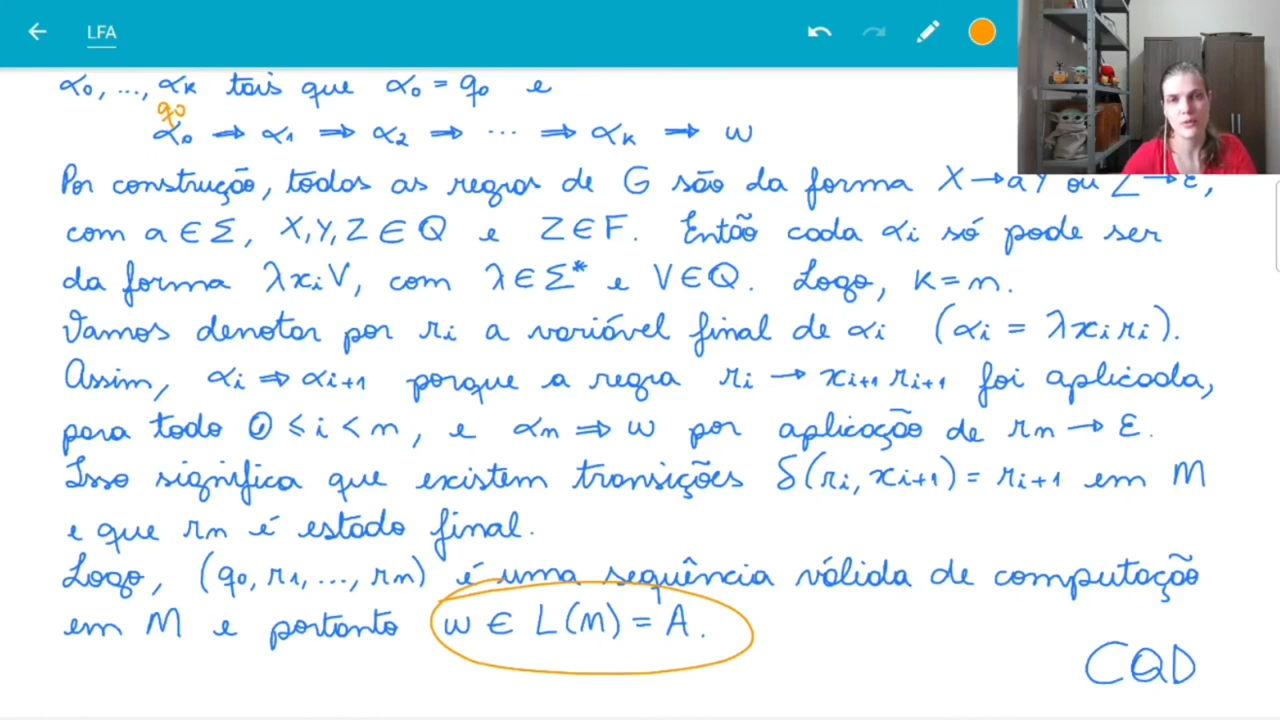 LFA
α₀, ..., αₖ tais que α₀ = q₀ e
q₀
α₀ ⇒ α₁ ⇒ α₂ ⇒ ... ⇒ αₖ ⇒ w
Por construção, todas as regras de G são da forma X → aY ou Z → ε,
com a ∈ Σ, X, Y, Z ∈ Q e Z ∈ F. Então cada αᵢ só pode ser
da forma λxᵢV, com λ ∈ Σ* e V ∈ Q. Logo, k = n.
Vamos denotar por rᵢ a variável final de αᵢ (αᵢ = λxᵢrᵢ).
Assim, αᵢ ⇒ αᵢ₊₁ porque a regra rᵢ → xᵢ₊₁ rᵢ₊₁ foi aplicada,
para todo 0 ≤ i < n, e αₙ ⇒ w por aplicação de rₙ → ε.
Isso significa que existem transições δ(rᵢ, xᵢ₊₁) = rᵢ₊₁ em M
e que rₙ é estado final.
Logo, (q₀, r₁, ..., rₙ) é uma sequência válida de computação
em M e portanto w ∈ L(M) = A.
CQD